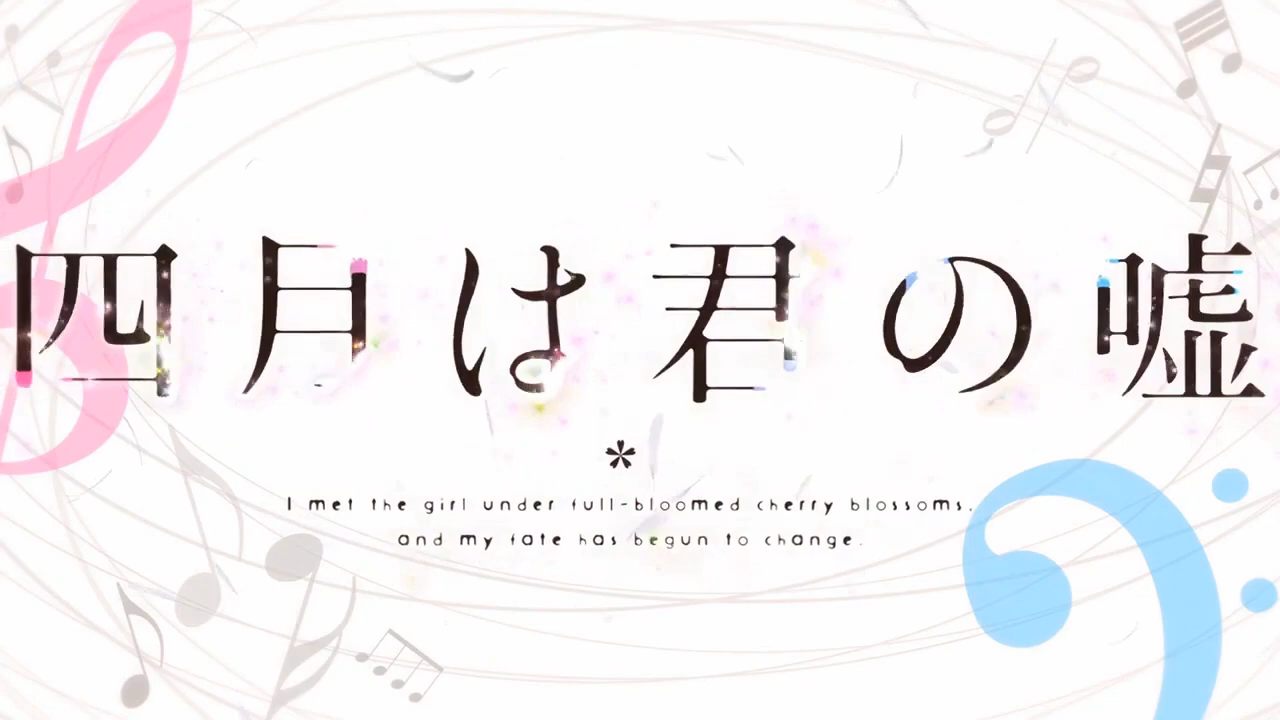 四月は君の嘘
I met the girl under full-bloomed cherry blossoms,
and my fate has begun to change.